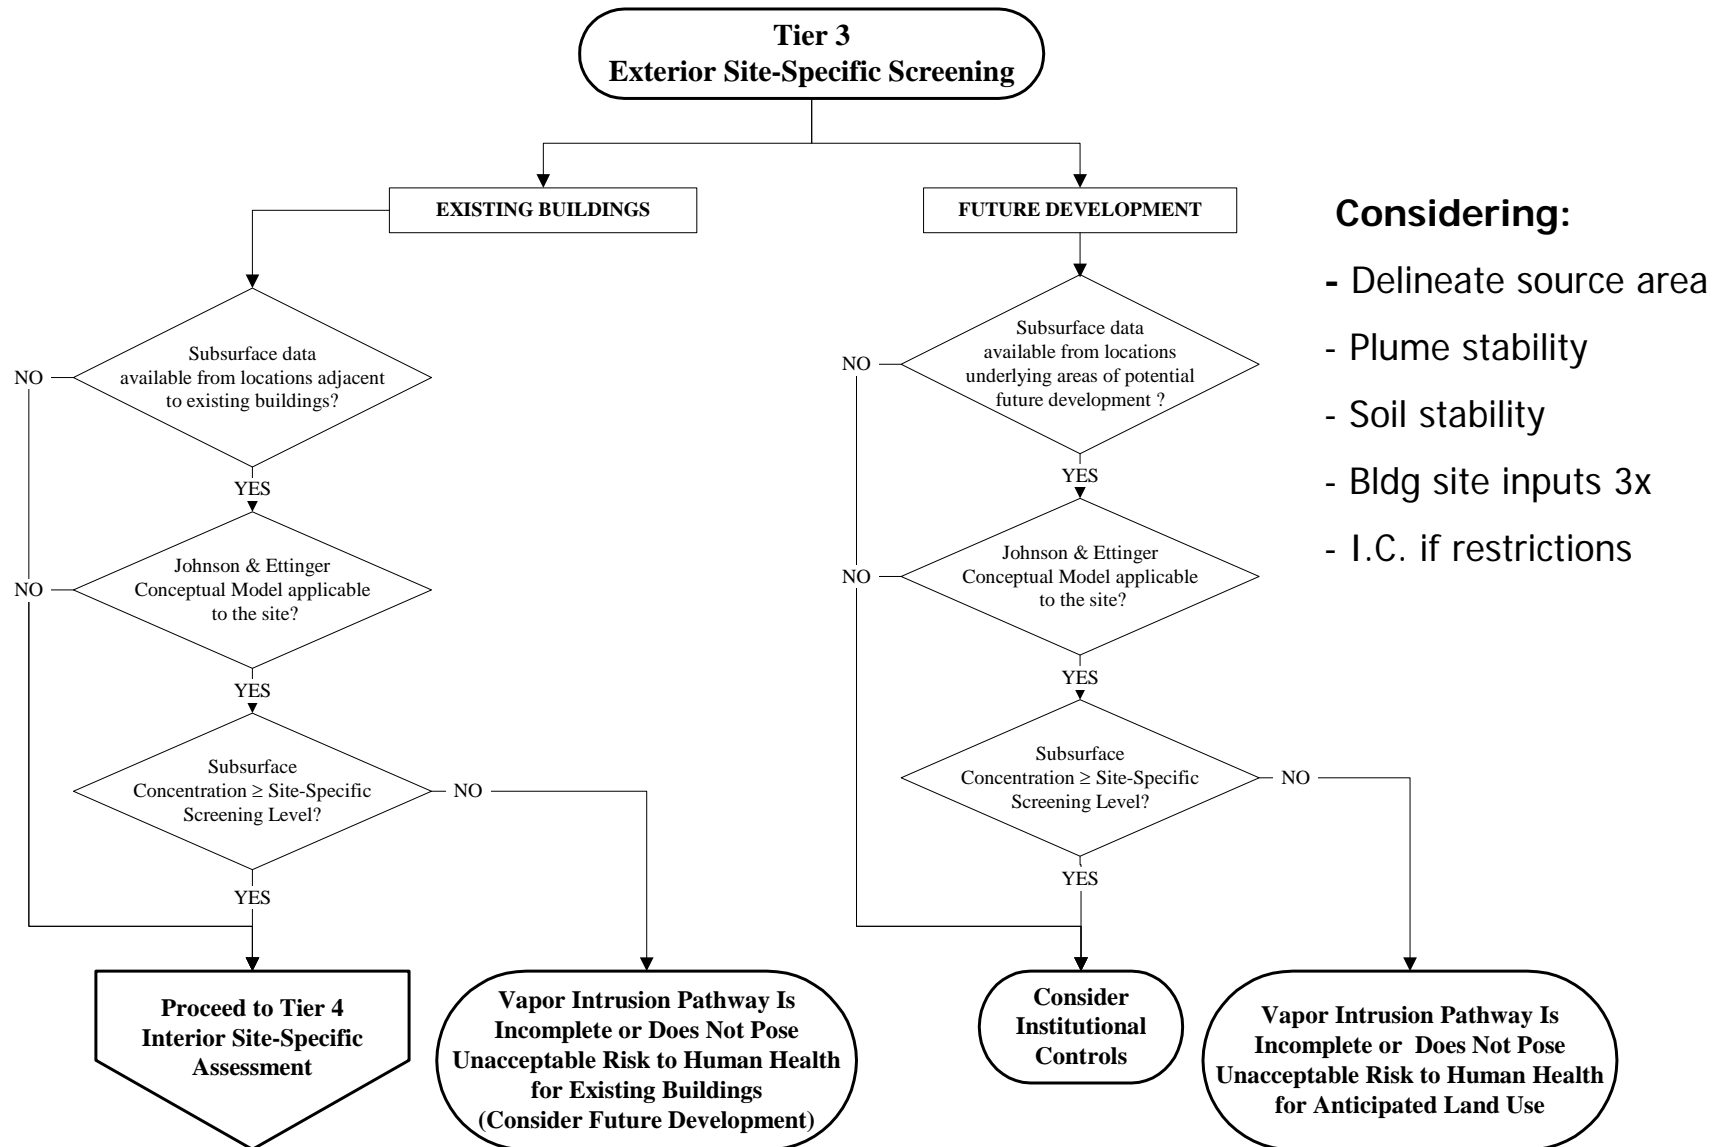 Tier 3
Exterior Site-Specific Screening
EXISTING BUILDINGS
FUTURE DEVELOPMENT
Subsurface data
available from locations adjacent
to existing buildings?
NO
YES
Johnson & Ettinger
Conceptual Model applicable
to the site?
NO
YES
Subsurface
Concentration ≥ Site-Specific
Screening Level?
NO
YES
Proceed to Tier 4
Interior Site-Specific
Assessment
Vapor Intrusion Pathway Is
Incomplete or Does Not Pose
Unacceptable Risk to Human Health
for Existing Buildings
(Consider Future Development)
Subsurface data
available from locations
underlying areas of potential
future development ?
NO
YES
Johnson & Ettinger
Conceptual Model applicable
to the site?
NO
YES
Subsurface
Concentration ≥ Site-Specific
Screening Level?
NO
YES
Consider
Institutional
Controls
Vapor Intrusion Pathway Is
Incomplete or Does Not Pose
Unacceptable Risk to Human Health
for Anticipated Land Use
Considering:
- Delineate source area
- Plume stability
- Soil stability
- Bldg site inputs 3x
- I.C. if restrictions